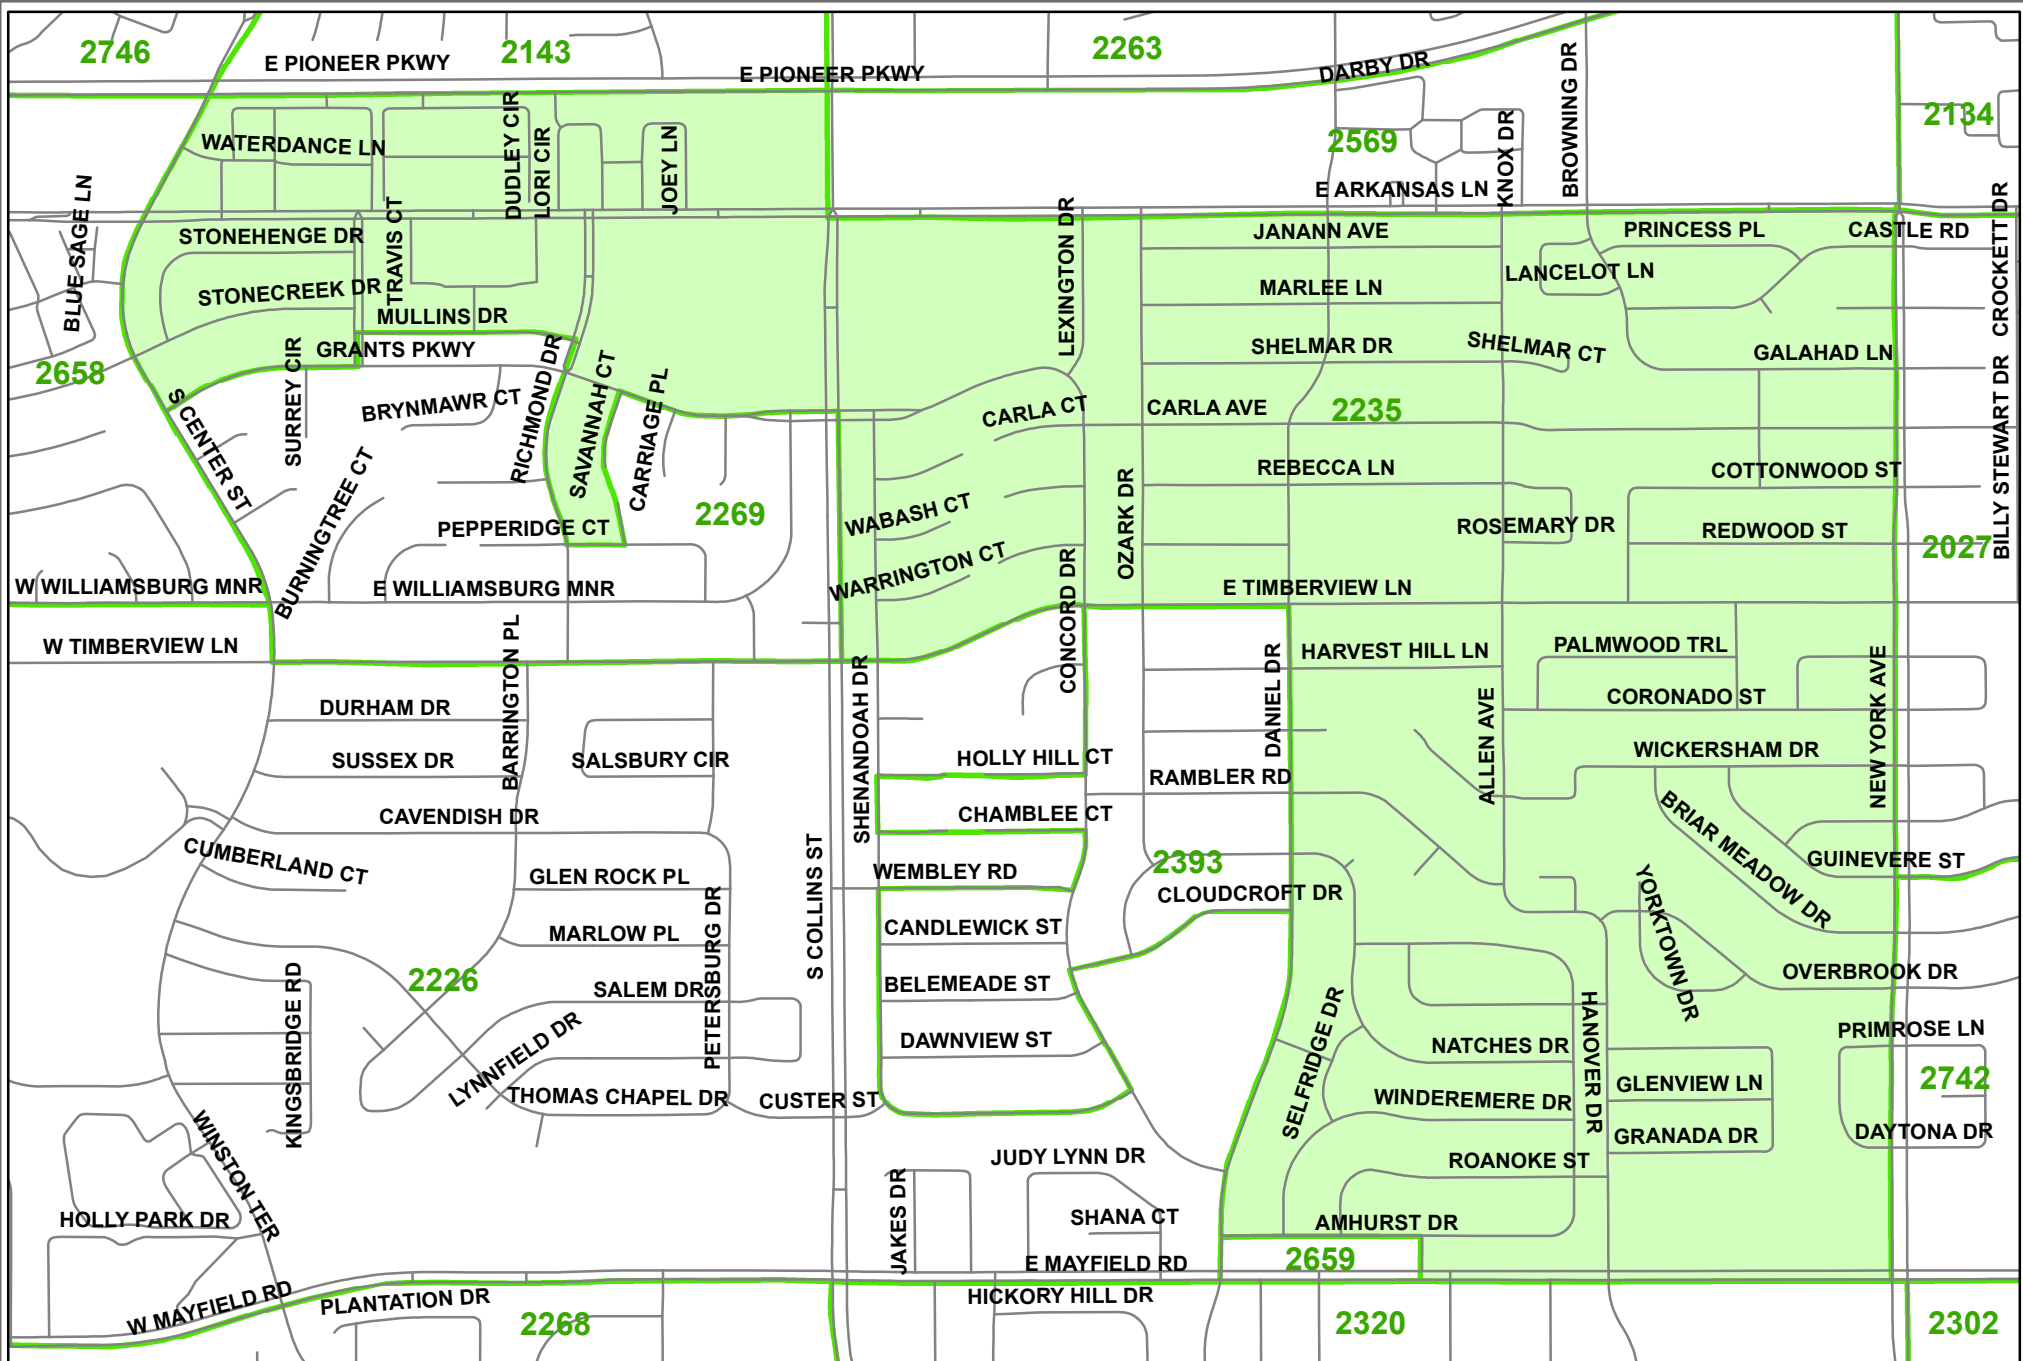 2746
2143
2263
E PIONEER PKWY
E PIONEER PKWY
DARBY DR
BROWNING DR
2134
WATERDANCE LN
DUDLEY CIR
LORI CIR
JOEY LN
2569
KNOX DR
E ARKANSAS LN
BLUE SAGE LN
STONEHENGE DR
TRAVIS CT
LEXINGTON DR
JANANN AVE
PRINCESS PL
CASTLE RD
CROCKETT DR
STONECREEK DR
LANCELOT LN
MARLEE LN
MULLINS DR
GRANTS PKWY
SHELMAR DR
SHELMAR CT
GALAHAD LN
2658
SURREY CIR
S CENTER ST
BRYNMAWR CT
RICHMOND DR
SAVANNAH CT
CARRIAGE PL
CARLA CT
CARLA AVE
2235
BILLY STEWART DR
REBECCA LN
COTTONWOOD ST
BURNINGTREE CT
2269
WABASH CT
OZARK DR
ROSEMARY DR
REDWOOD ST
PEPPERIDGE CT
2027
WARRINGTON CT
W WILLIAMSBURG MNR
E WILLIAMSBURG MNR
CONCORD DR
E TIMBERVIEW LN
W TIMBERVIEW LN
BARRINGTON PL
SHENANDOAH DR
DANIEL DR
HARVEST HILL LN
PALMWOOD TRL
NEW YORK AVE
DURHAM DR
ALLEN AVE
CORONADO ST
SUSSEX DR
SALSBURY CIR
HOLLY HILL CT
RAMBLER RD
WICKERSHAM DR
CAVENDISH DR
CHAMBLEE CT
BRIAR MEADOW DR
CUMBERLAND CT
S COLLINS ST
2393
GUINEVERE ST
GLEN ROCK PL
WEMBLEY RD
CLOUDCROFT DR
YORKTOWN DR
PETERSBURG DR
MARLOW PL
CANDLEWICK ST
2226
OVERBROOK DR
KINGSBRIDGE RD
SALEM DR
BELEMEADE ST
HANOVER DR
SELFRIDGE DR
LYNNFIELD DR
DAWNVIEW ST
NATCHES DR
PRIMROSE LN
2742
GLENVIEW LN
THOMAS CHAPEL DR
CUSTER ST
WINDEREMERE DR
WINSTON TER
GRANADA DR
DAYTONA DR
JUDY LYNN DR
ROANOKE ST
JAKES DR
HOLLY PARK DR
SHANA CT
AMHURST DR
E MAYFIELD RD
2659
W MAYFIELD RD
PLANTATION DR
HICKORY HILL DR
2268
2320
2302